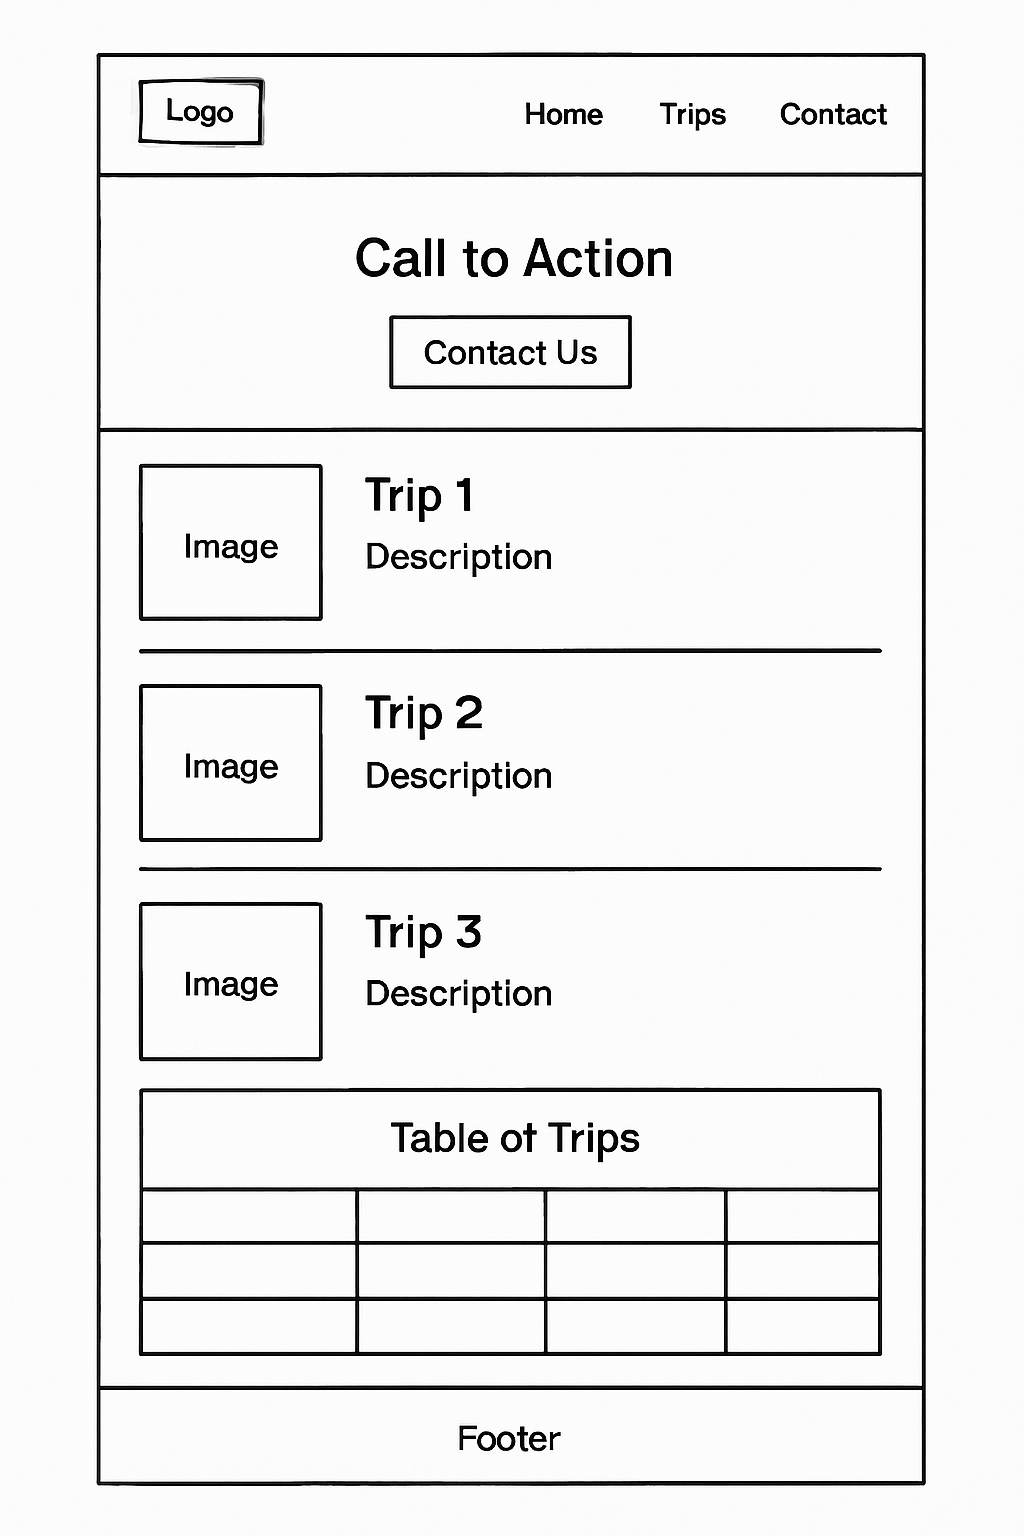 Logo
Home Trips Contact
Call to Action
Contact Us
Image
Trip 1
Description
Image
Trip 2
Description
Image
Trip 3
Description
Table of Trips
Footer